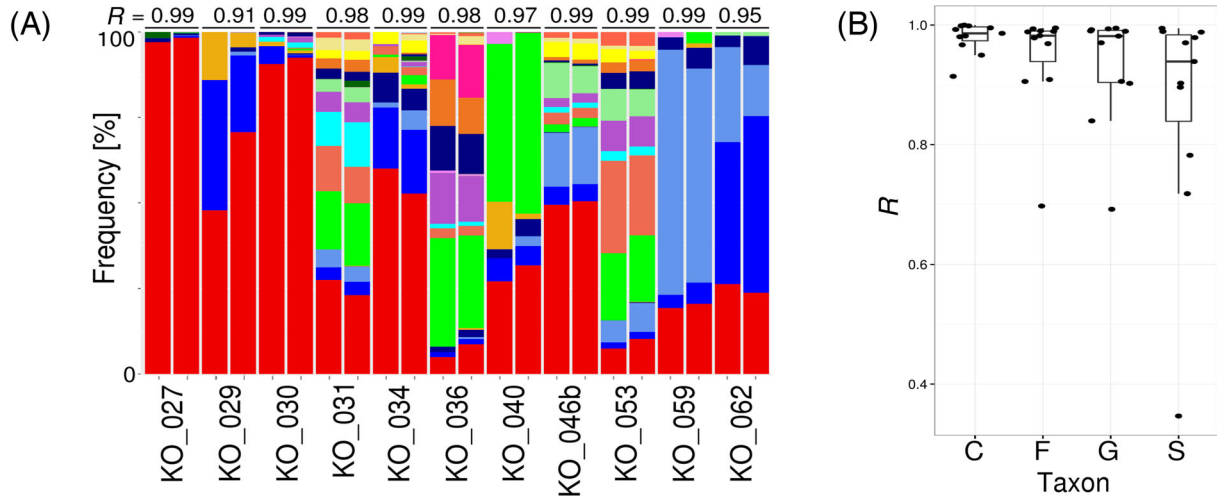 (A)
R = 0.99 0.91 0.99 0.98 0.99 0.98 0.97 0.99 0.99 0.99 0.95
100
Frequency [%]
0
KO_027 KO_029 KO_030 KO_031 KO_034 KO_036 KO_040 KO_046b KO_053 KO_059 KO_062
(B)
1.0
0.8
R
0.6
0.4
C F G S
Taxon